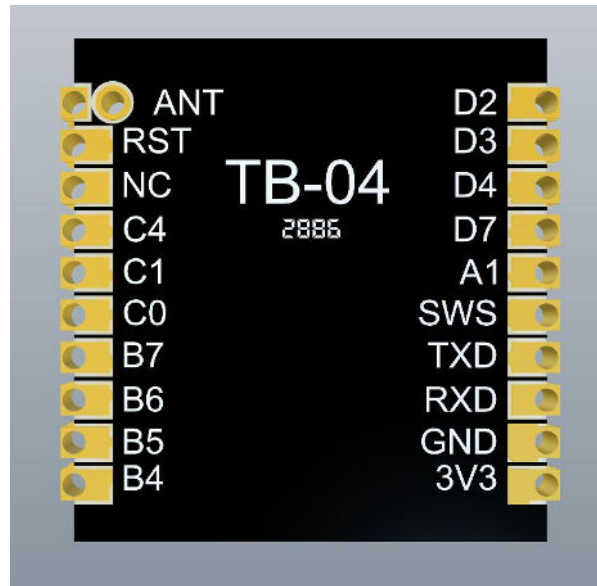 ANT
RST
NC
C4
C1
C0
B7
B6
B5
B4
TB-04
2886
D2
D3
D4
D7
A1
SWS
TXD
RXD
GND
3V3